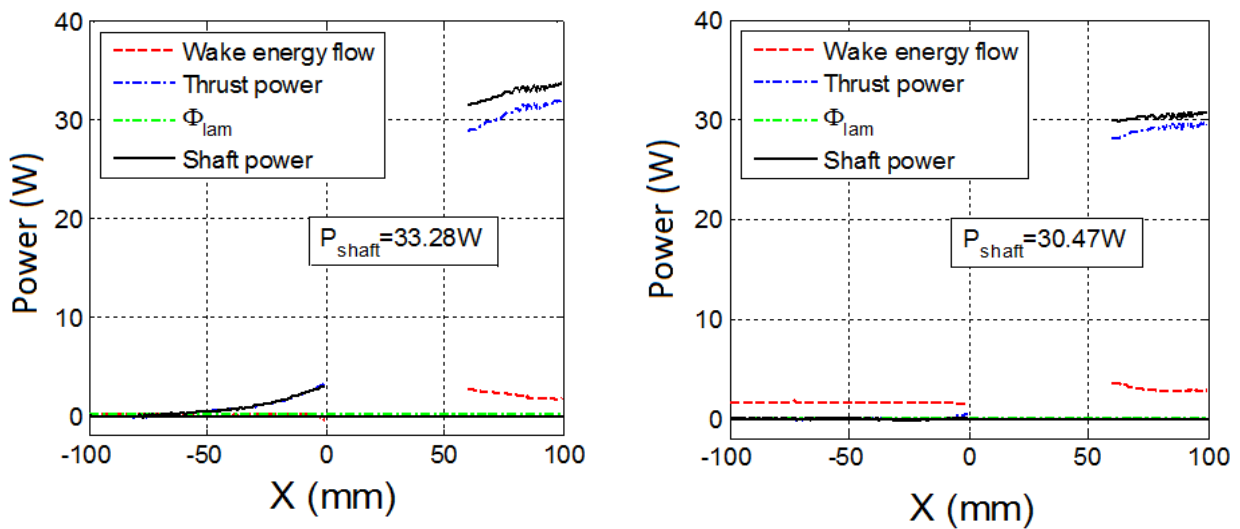 40
30
20
10
0
Power (W)
Wake energy flow
Thrust power
Φlam
Shaft power
Pshaft=33.28W
-100 -50 0 50 100
X (mm)
40
30
20
10
0
Power (W)
Wake energy flow
Thrust power
Φlam
Shaft power
Pshaft=30.47W
-100 -50 0 50 100
X (mm)